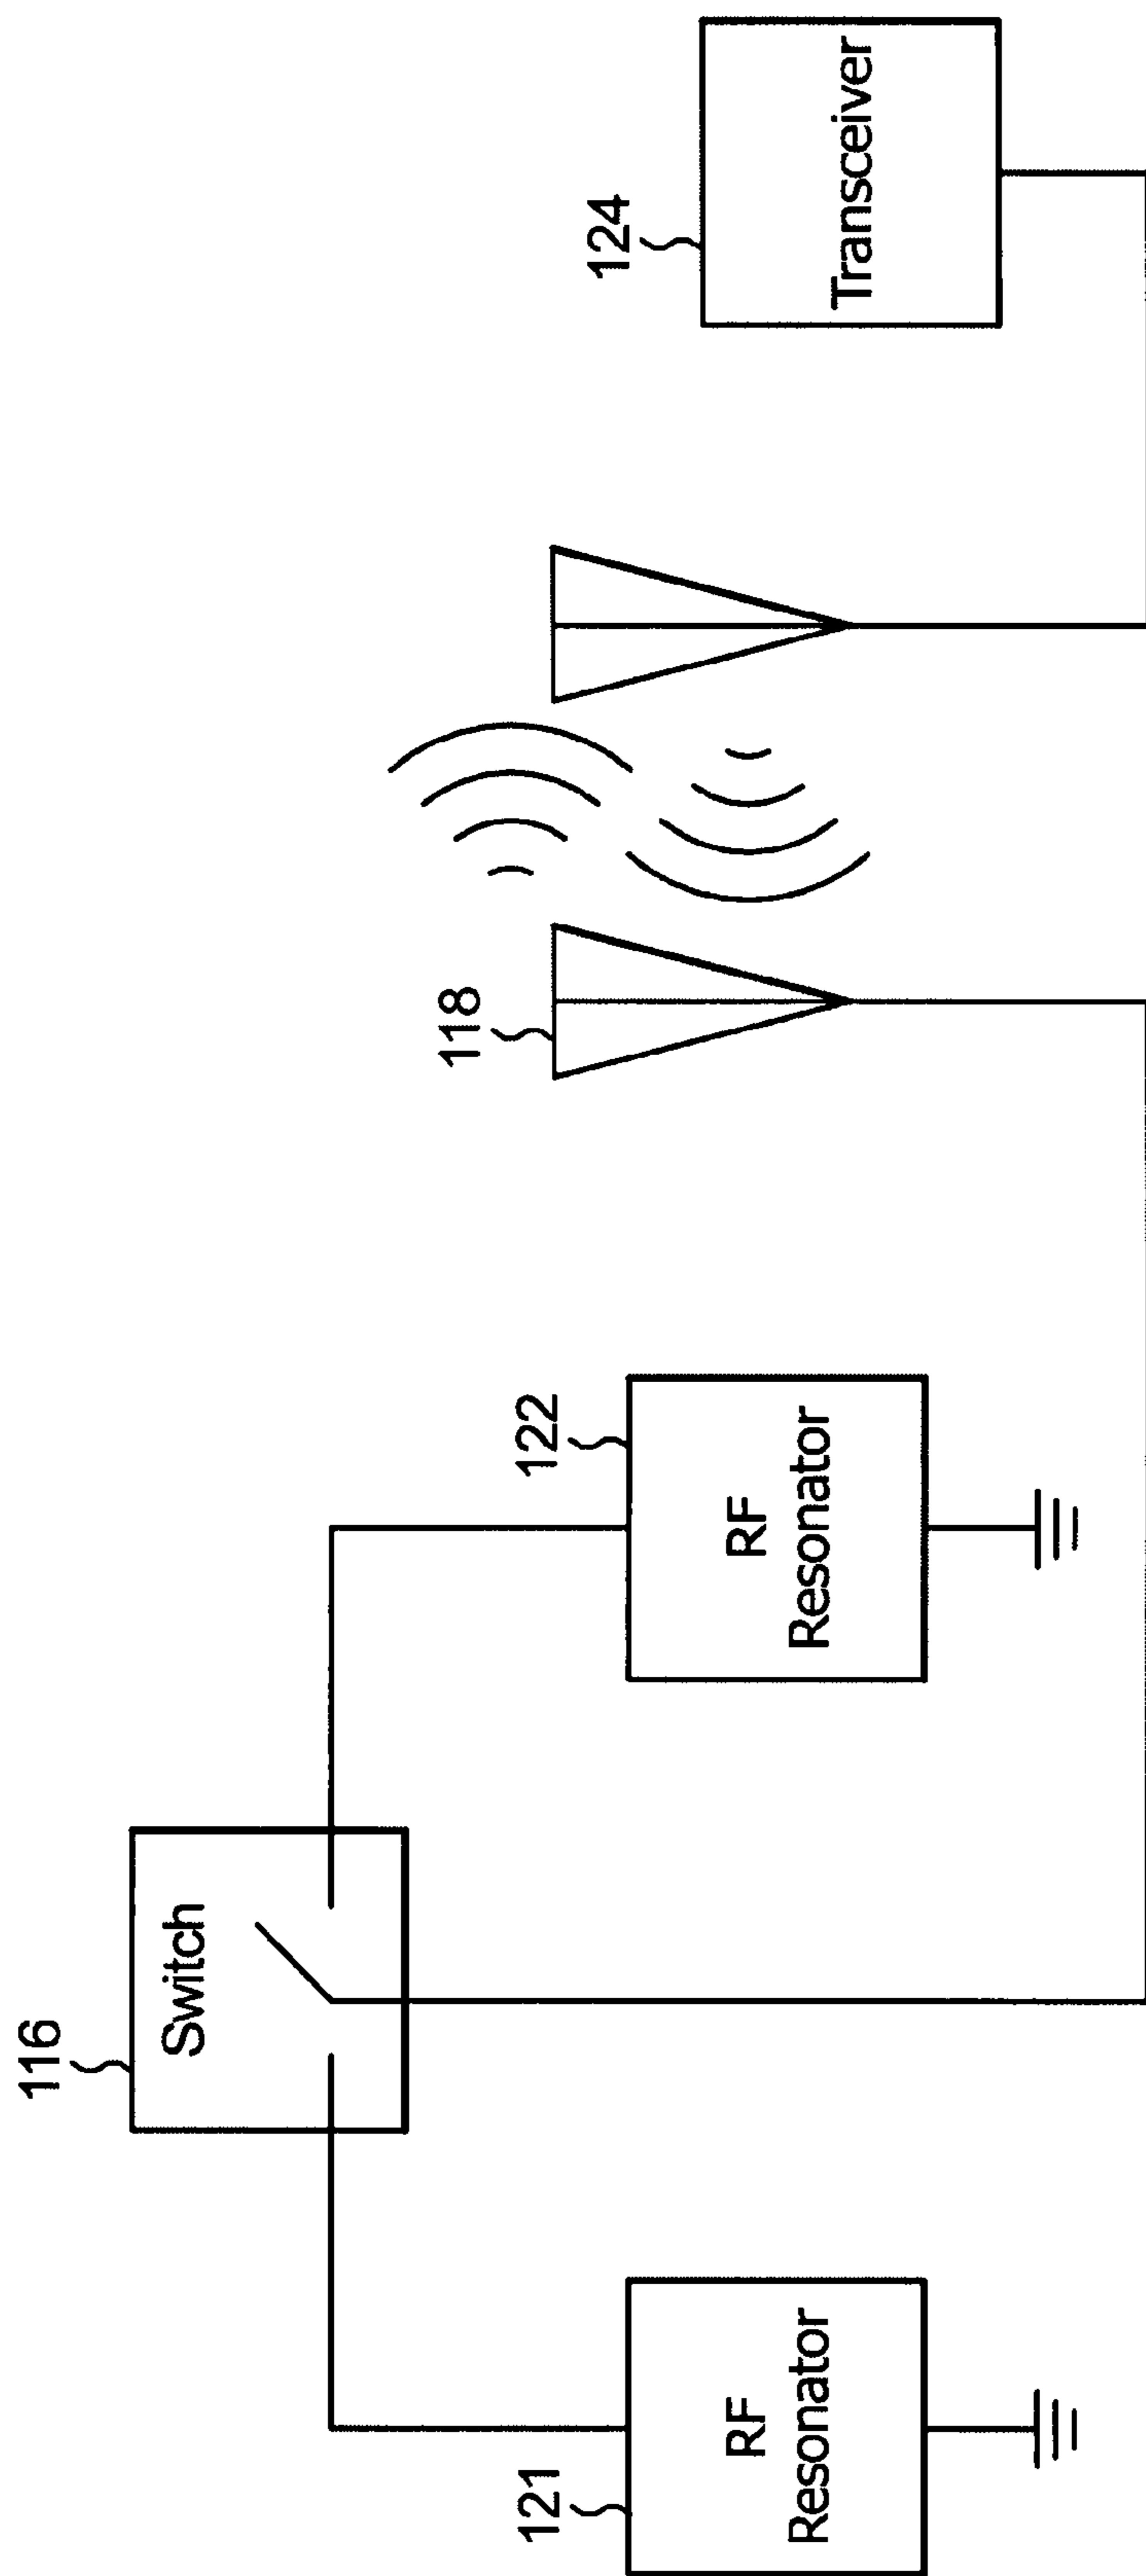 116
Switch
121
RF
Resonator
122
RF
Resonator
118
124
Transceiver